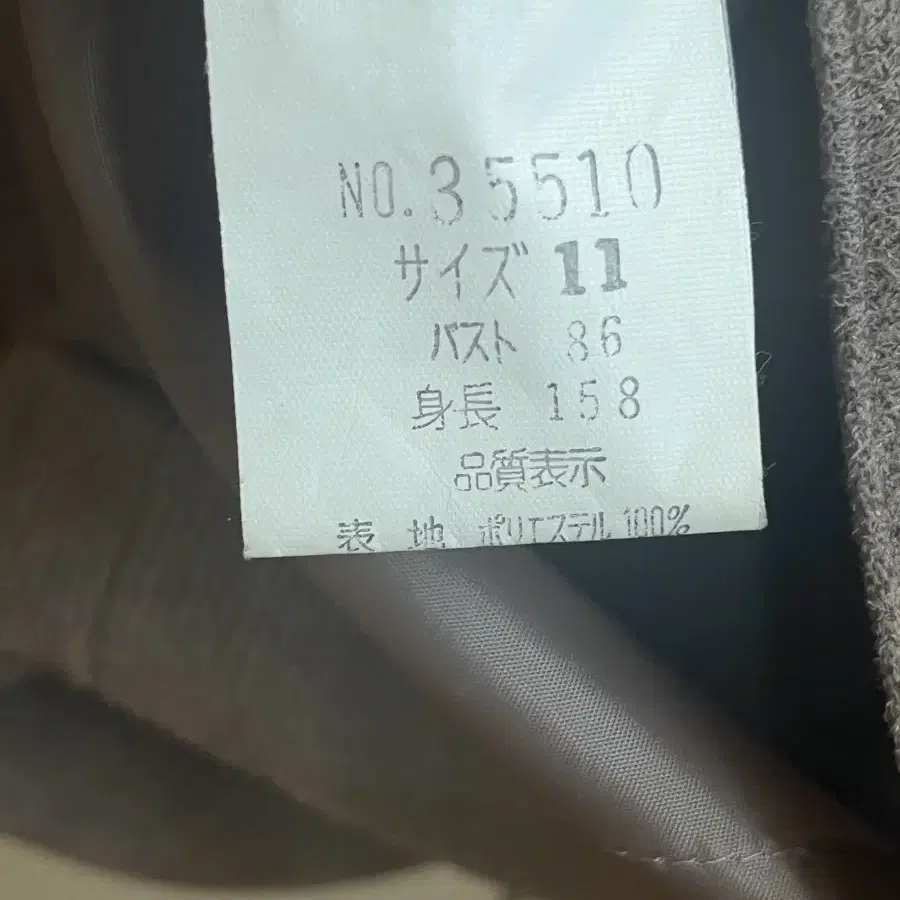 NO.35510
サイズ 11
バスト 86
身長 158
品質表示
表 地 ポリエステル 100%